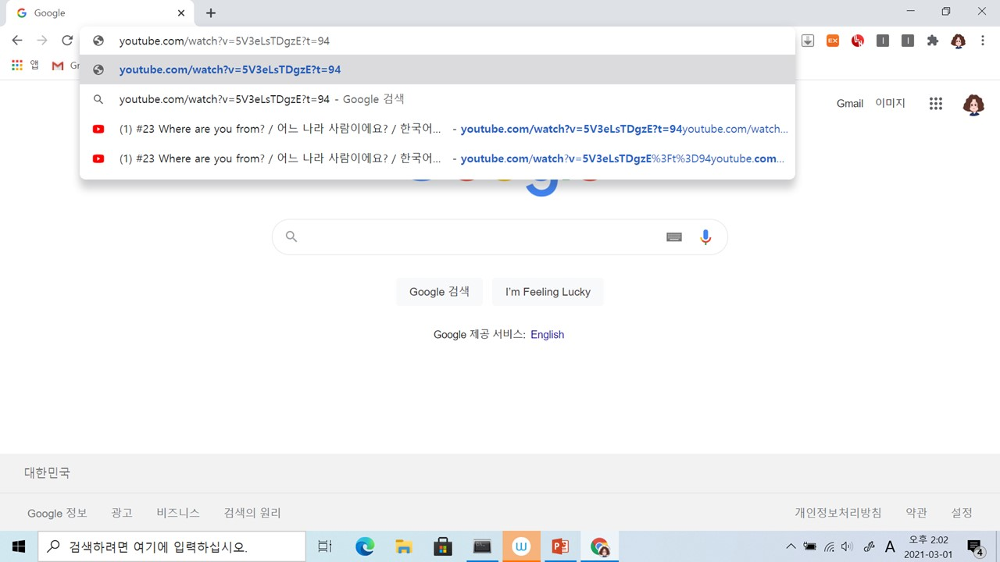 Google
youtube.com/watch?v=5V3eLsTDgzE?t=94
앱
youtube.com/watch?v=5V3eLsTDgzE?t=94
youtube.com/watch?v=5V3eLsTDgzE?t=94 - Google 검색
(1) #23 Where are you from? / 어느 나라 사람이에요? / 한국어... - youtube.com/watch?v=5V3eLsTDgzE?t=94youtube.com/watch...
(1) #23 Where are you from? / 어느 나라 사람이에요? / 한국어... - youtube.com/watch?v=5V3eLsTDgzE%3Ft%3D94youtube.com...
Gmail 이미지
Google 검색 I'm Feeling Lucky
Google 제공 서비스: English
대한민국
Google 정보 광고 비즈니스 검색의 원리 개인정보처리방침 약관 설정
검색하려면 여기에 입력하십시오.
A 오후 2:02
2021-03-01
4